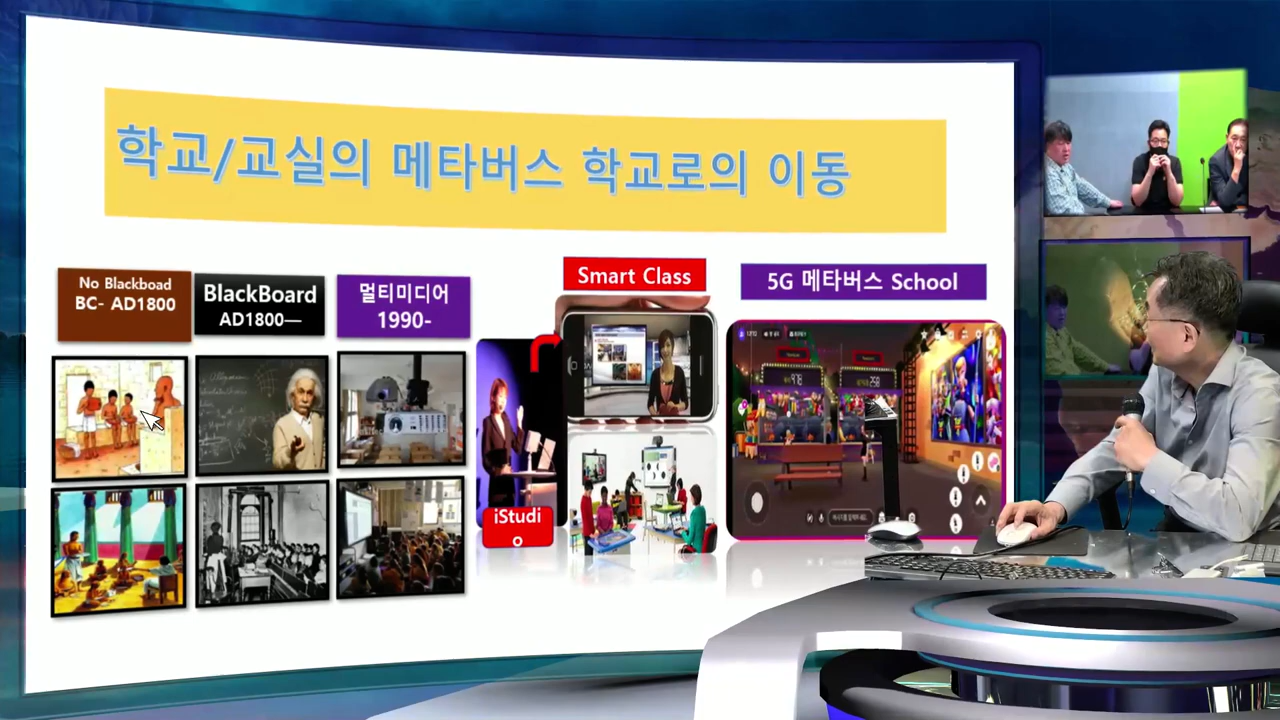 학교/교실의 메타버스 학교로의 이동
No Blackboad
BC- AD1800
BlackBoard
AD1800—
멀티미디어
1990-
Smart Class
5G 메타버스 School
iStudi
o